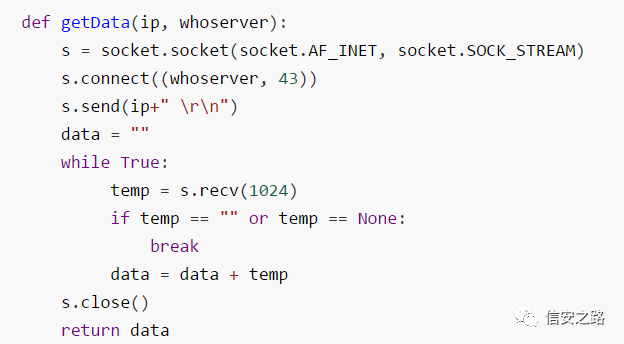 def getData(ip, whoserver):
    s = socket.socket(socket.AF_INET, socket.SOCK_STREAM)
    s.connect((whoserver, 43))
    s.send(ip+" \r\n")
    data = ""
    while True:
         temp = s.recv(1024)
         if temp == "" or temp == None:
             break
         data = data + temp
    s.close()
    return data
信安之路